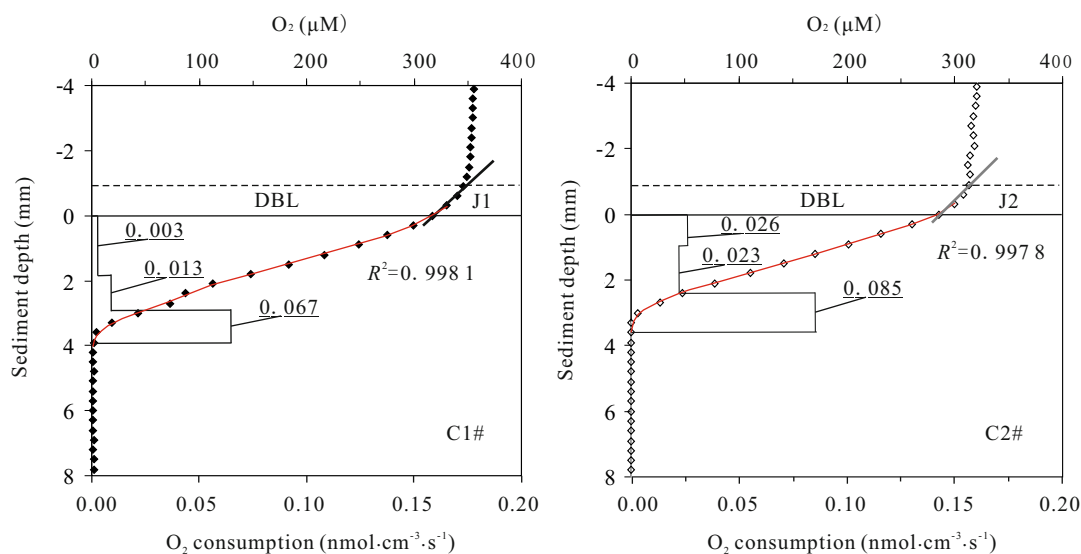 O₂ (μM)
0 100 200 300 400
-4
-2
0
2
4
6
8
Sediment depth (mm)
DBL
J1
0.003
0.013
0.067
R²=0.9981
C1#
0.00 0.05 0.10 0.15 0.20
O₂ consumption (nmol·cm⁻³·s⁻¹)
O₂ (μM)
0 100 200 300 400
-4
-2
0
2
4
6
8
Sediment depth (mm)
DBL
J2
0.026
0.023
0.085
R²=0.9978
C2#
0.00 0.05 0.10 0.15 0.20
O₂ consumption (nmol·cm⁻³·s⁻¹)